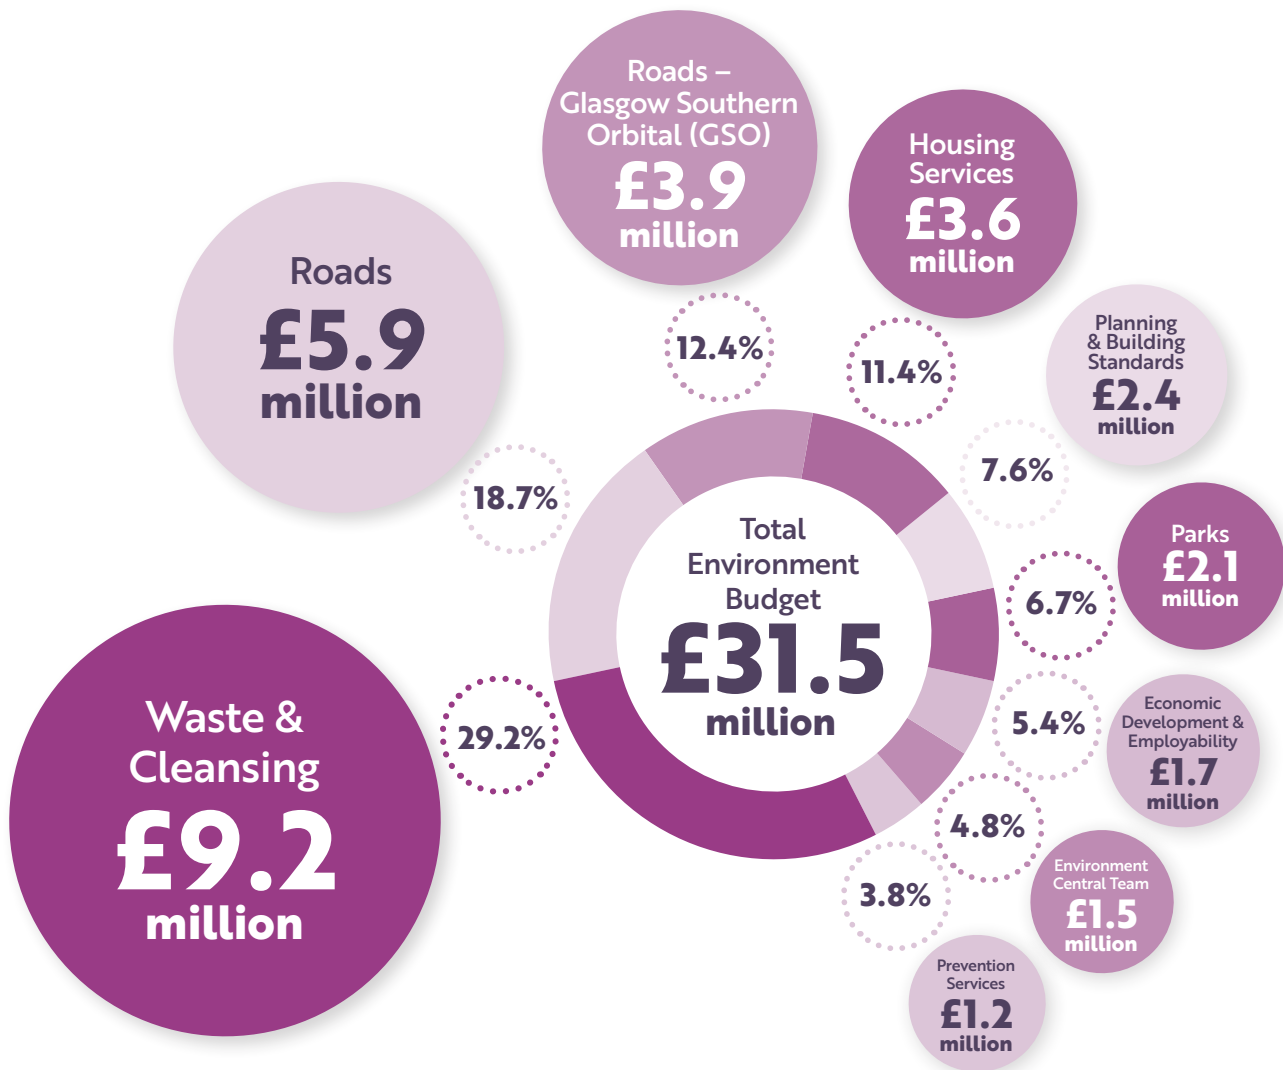 Roads –
Glasgow Southern
Orbital (GSO)
£3.9
million
Housing
Services
£3.6
million
Roads
£5.9
million
12.4%
11.4%
Planning
& Building
Standards
£2.4
million
18.7%
7.6%
Total
Environment
Budget
£31.5
million
Parks
£2.1
million
6.7%
Waste &
Cleansing
£9.2
million
29.2%
5.4%
Economic
Development &
Employability
£1.7
million
4.8%
Environment
Central Team
£1.5
million
3.8%
Prevention
Services
£1.2
million